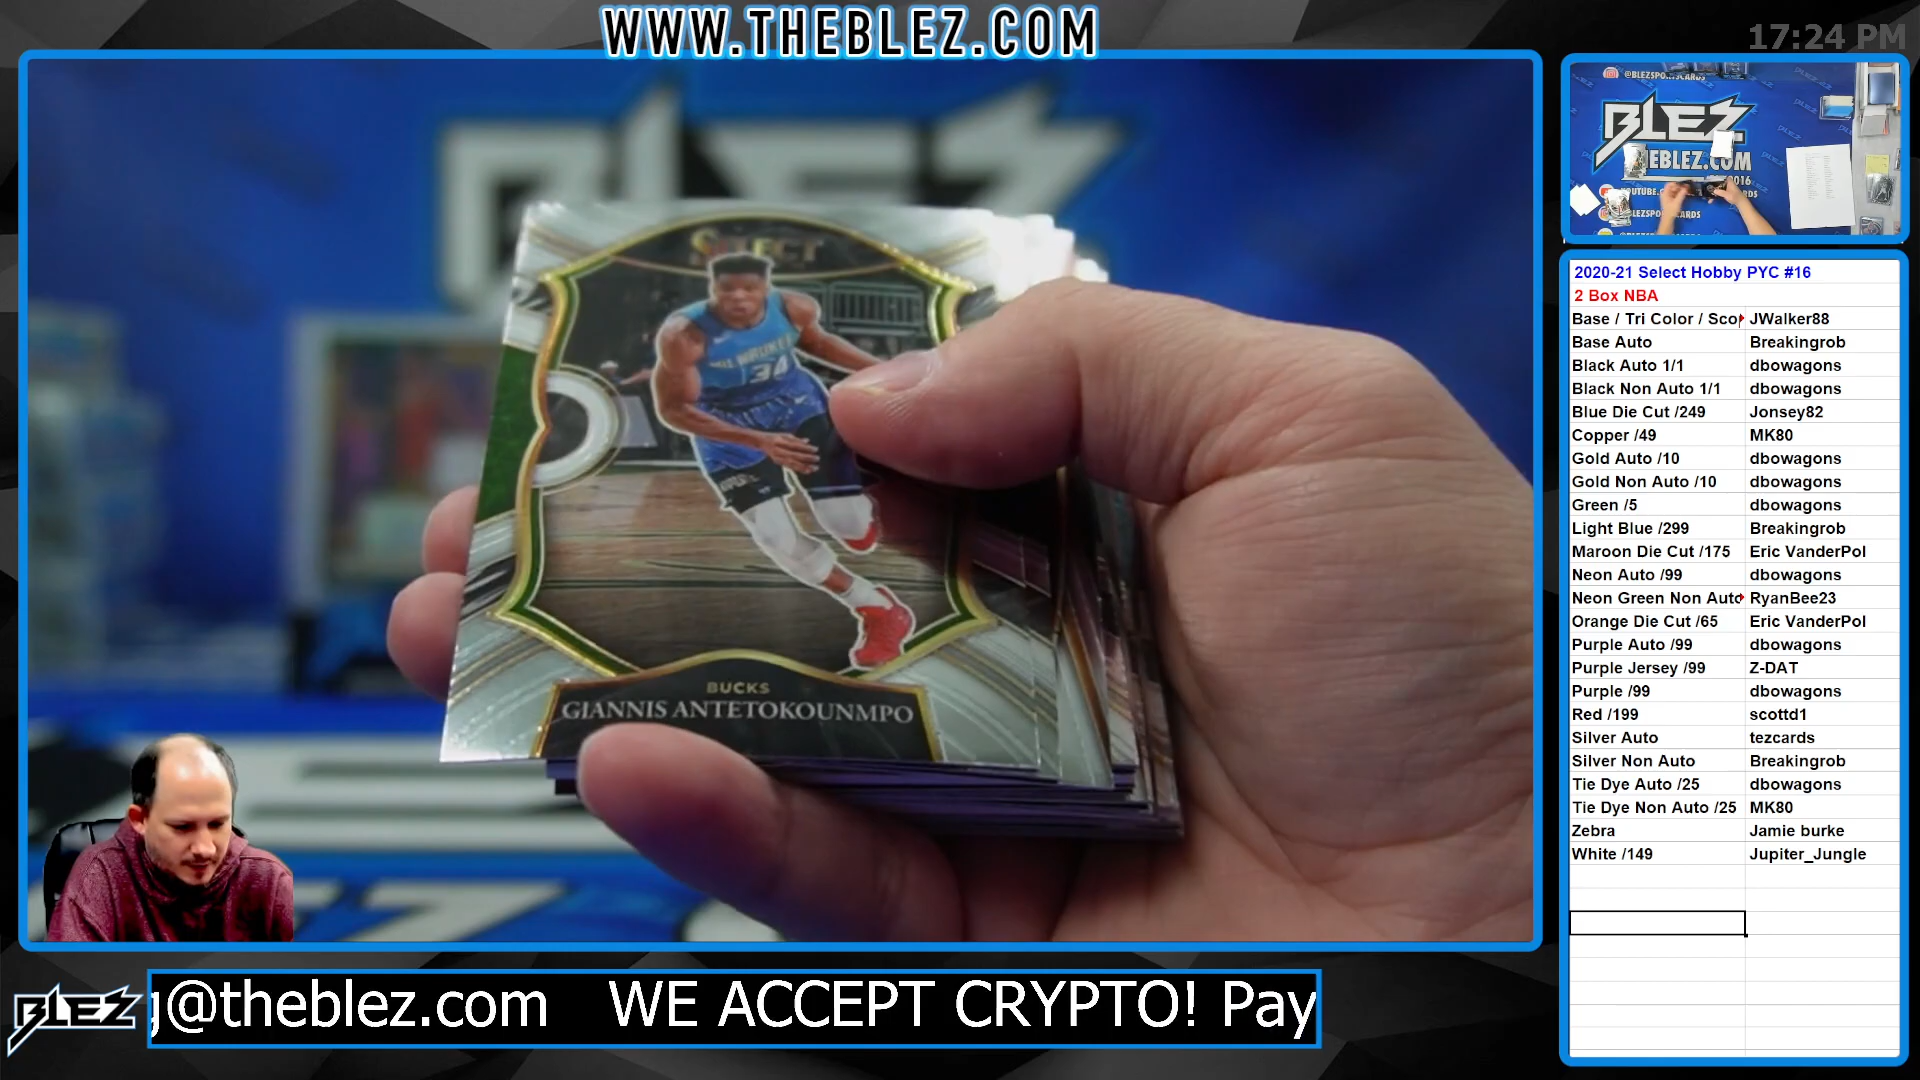 WWW.THEBLEZ.COM
17:24 PM
BLEZ
SELECT
34
BUCKS
GIANNIS ANTETOKOUNMPO
BLEZ
THEBLEZ.COM
2020-21 Select Hobby PYC #16
2 Box NBA
Base / Tri Color / Sco JWalker88
Base Auto Breakingrob
Black Auto 1/1 dbowagons
Black Non Auto 1/1 dbowagons
Blue Die Cut /249 Jonsey82
Copper /49 MK80
Gold Auto /10 dbowagons
Gold Non Auto /10 dbowagons
Green /5 dbowagons
Light Blue /299 Breakingrob
Maroon Die Cut /175 Eric VanderPol
Neon Auto /99 dbowagons
Neon Green Non Auto RyanBee23
Orange Die Cut /65 Eric VanderPol
Purple Auto /99 dbowagons
Purple Jersey /99 Z-DAT
Purple /99 dbowagons
Red /199 scottd1
Silver Auto tezcards
Silver Non Auto Breakingrob
Tie Dye Auto /25 dbowagons
Tie Dye Non Auto /25 MK80
Zebra Jamie burke
White /149 Jupiter_Jungle
BLEZ
g@theblez.com WE ACCEPT CRYPTO! Pay